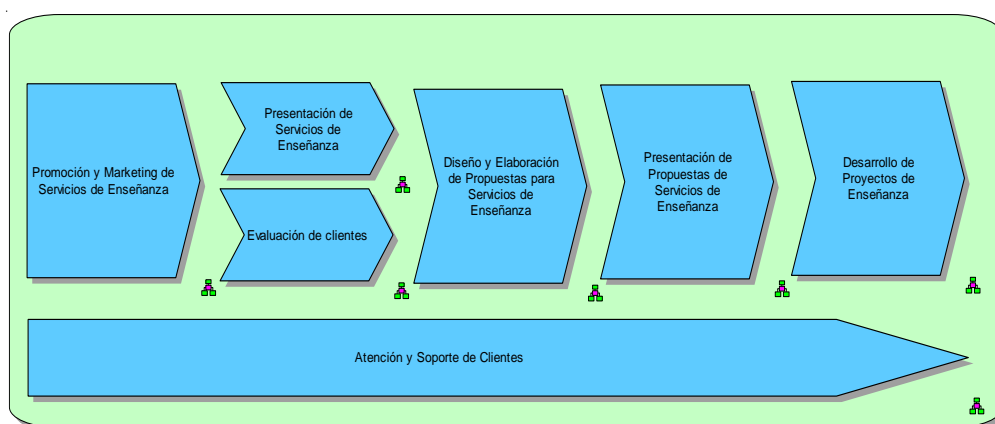 Promoción y Marketing de
Servicios de Enseñanza
Presentación de
Servicios de
Enseñanza
Evaluación de clientes
Diseño y Elaboración
de Propuestas para
Servicios de
Enseñanza
Presentación de
Propuestas de
Servicios de
Enseñanza
Desarrollo de
Proyectos de
Enseñanza
Atención y Soporte de Clientes